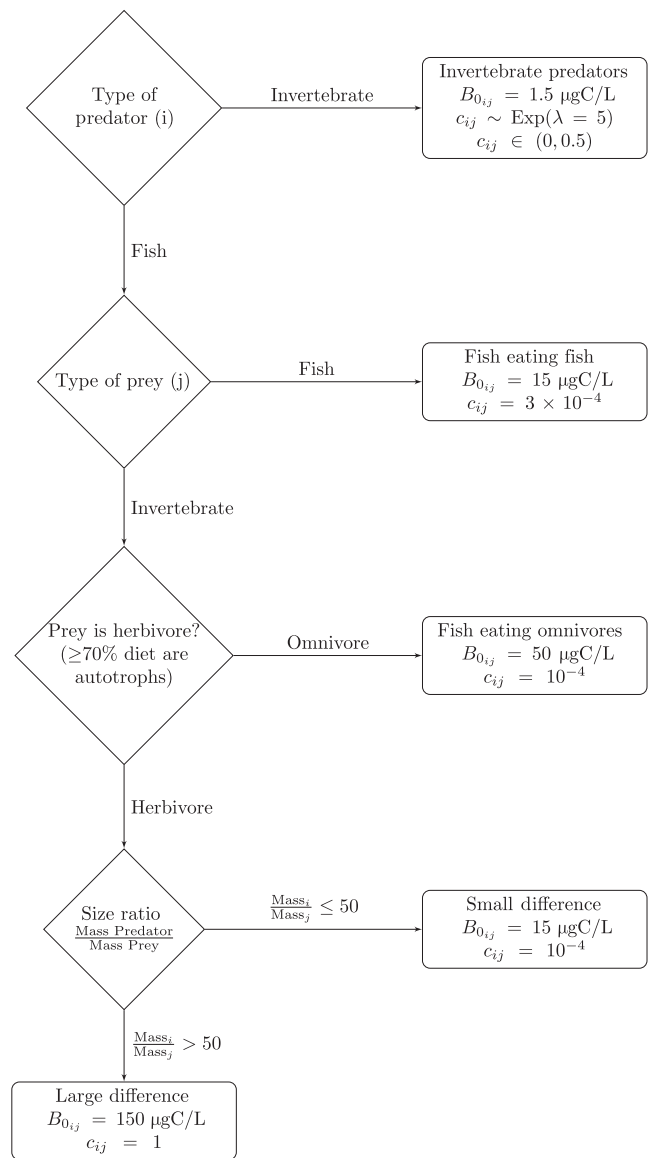 Type of
predator (i)
Invertebrate
Invertebrate predators
B₀ᵢⱼ = 1.5 µgC/L
cᵢⱼ ∼ Exp(λ = 5)
cᵢⱼ ∈ (0, 0.5)
Fish
Type of prey (j)
Fish
Fish eating fish
B₀ᵢⱼ = 15 µgC/L
cᵢⱼ = 3 × 10⁻⁴
Invertebrate
Prey is herbivore?
(≥70% diet are
autotrophs)
Omnivore
Fish eating omnivores
B₀ᵢⱼ = 50 µgC/L
cᵢⱼ = 10⁻⁴
Herbivore
Size ratio
Mass Predator
Mass Prey
Massᵢ/Massⱼ ≤ 50
Small difference
B₀ᵢⱼ = 15 µgC/L
cᵢⱼ = 10⁻⁴
Massᵢ/Massⱼ > 50
Large difference
B₀ᵢⱼ = 150 µgC/L
cᵢⱼ = 1